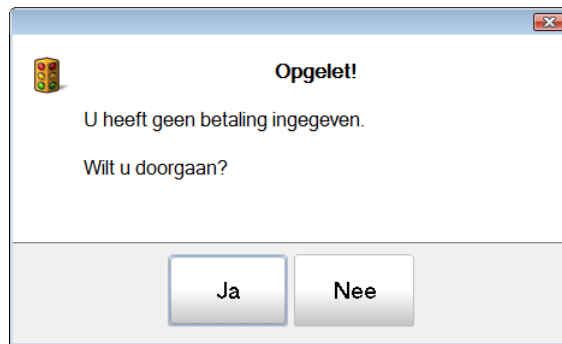 Opgelet!
U heeft geen betaling ingegeven.
Wilt u doorgaan?
Ja
Nee